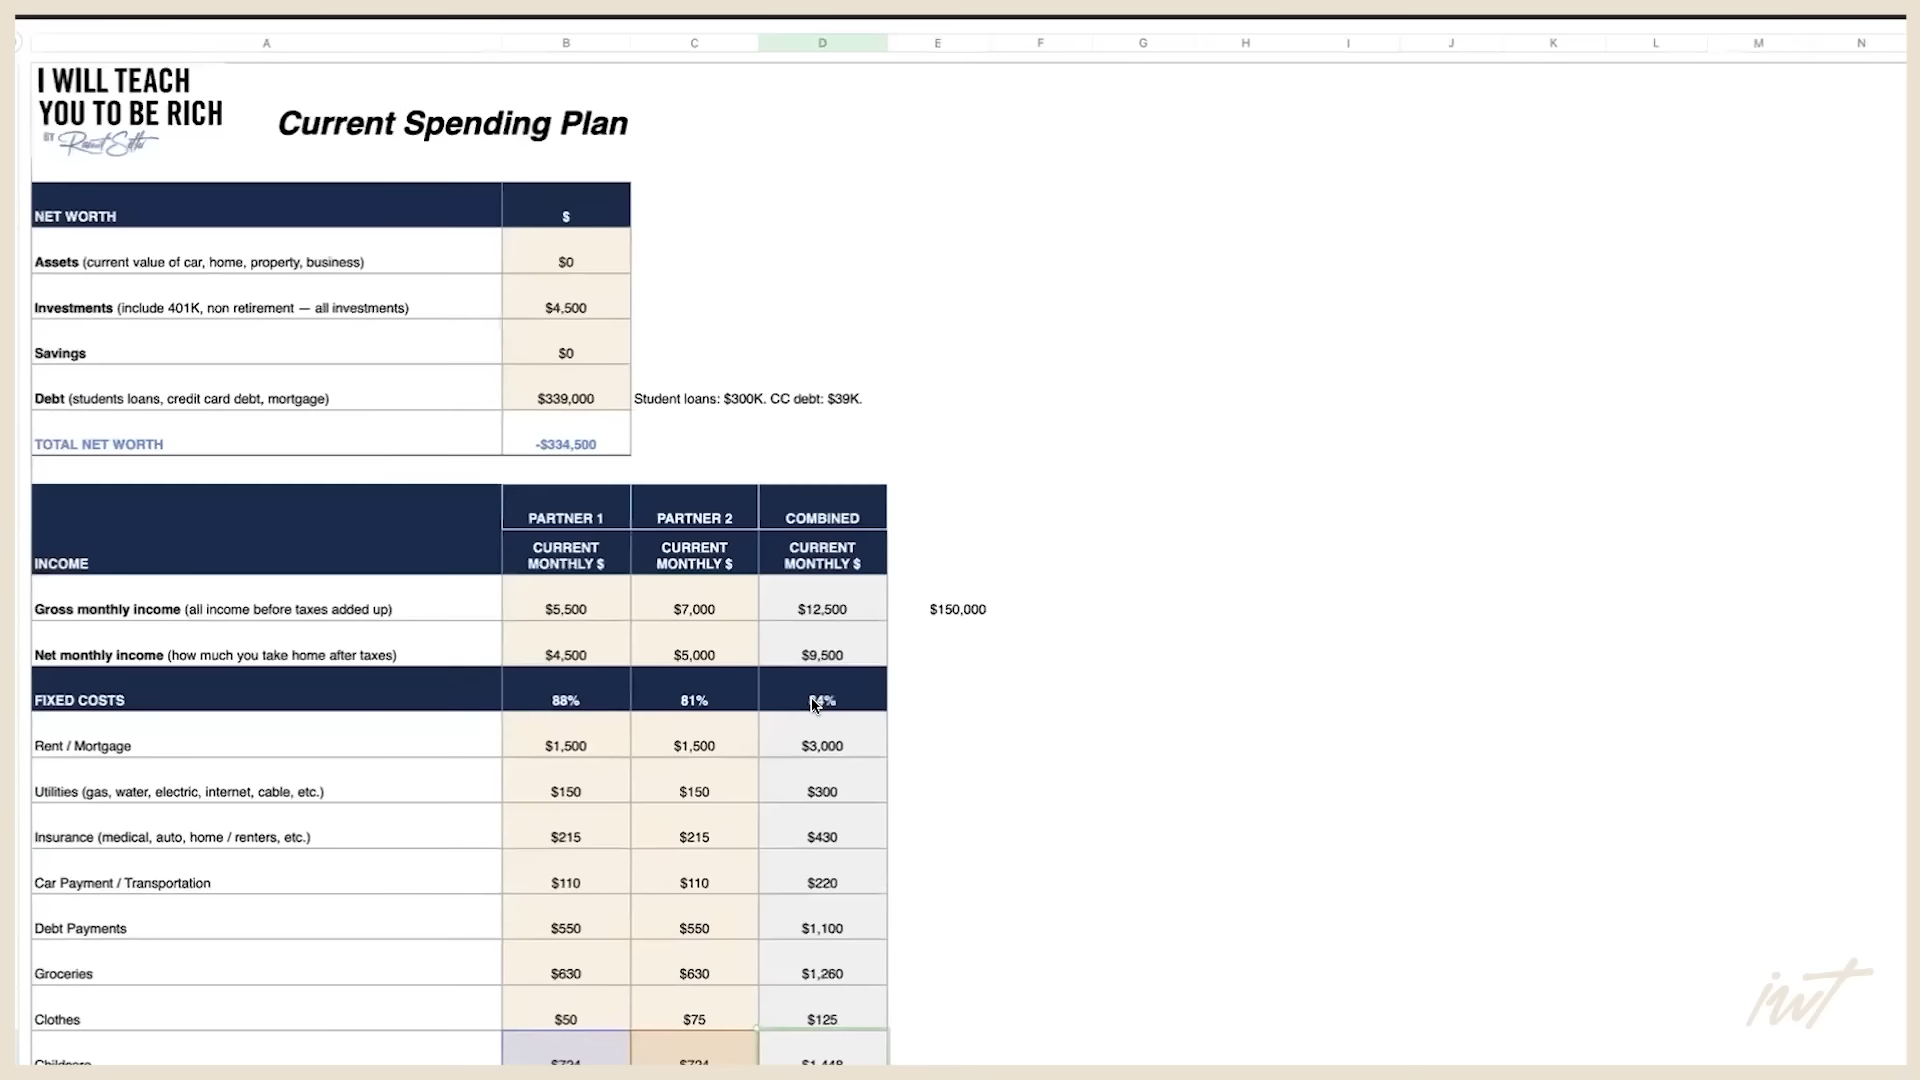 A B C D E F G H I J K L M N
I WILL TEACH
YOU TO BE RICH
BY Ramit Sethi
Current Spending Plan
NET WORTH $
Assets (current value of car, home, property, business) $0
Investments (include 401K, non retirement — all investments) $4,500
Savings $0
Debt (students loans, credit card debt, mortgage) $339,000 Student loans: $300K. CC debt: $39K.
TOTAL NET WORTH -$334,500
PARTNER 1 PARTNER 2 COMBINED
INCOME CURRENT MONTHLY $ CURRENT MONTHLY $ CURRENT MONTHLY $
Gross monthly income (all income before taxes added up) $5,500 $7,000 $12,500 $150,000
Net monthly income (how much you take home after taxes) $4,500 $5,000 $9,500
FIXED COSTS 88% 81%
Rent / Mortgage $1,500 $1,500 $3,000
Utilities (gas, water, electric, internet, cable, etc.) $150 $150 $300
Insurance (medical, auto, home / renters, etc.) $215 $215 $430
Car Payment / Transportation $110 $110 $220
Debt Payments $550 $550 $1,100
Groceries $630 $630 $1,260
Clothes $50 $75 $125
iwt